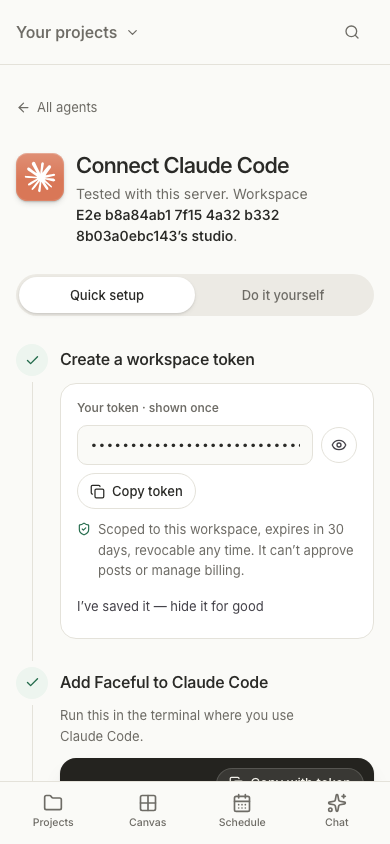 Your projects
All agents
Connect Claude Code
Tested with this server. Workspace
E2e b8a84ab1 7f15 4a32 b332
8b03a0ebc143’s studio.
Quick setup
Do it yourself
Create a workspace token
Your token · shown once
Copy token
Scoped to this workspace, expires in 30
days, revocable any time. It can’t approve
posts or manage billing.
I’ve saved it — hide it for good
Add Faceful to Claude Code
Run this in the terminal where you use
Claude Code.
Copy with token
Projects
Canvas
Schedule
Chat